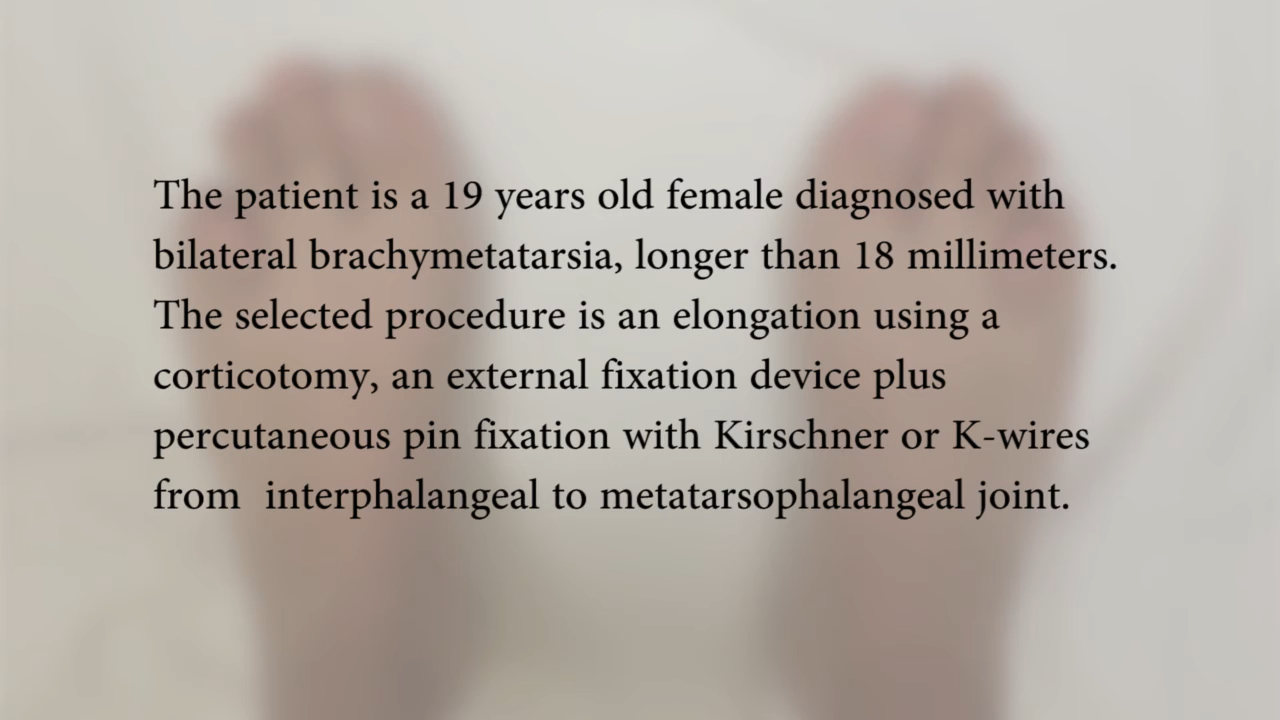 The patient is a 19 years old female diagnosed with
bilateral brachymetatarsia, longer than 18 millimeters.
The selected procedure is an elongation using a
corticotomy, an external fixation device plus
percutaneous pin fixation with Kirschner or K-wires
from  interphalangeal to metatarsophalangeal joint.